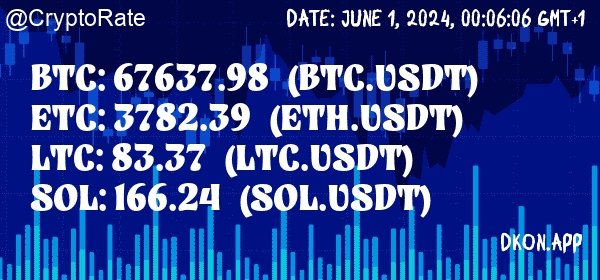 @CryptoRate
DATE: JUNE 1, 2024, 00:06:06 GMT+1
BTC: 67637.98 (BTC.USDT)
ETC: 3782.39 (ETH.USDT)
LTC: 83.37 (LTC.USDT)
SOL: 166.24 (SOL.USDT)
DKON.APP